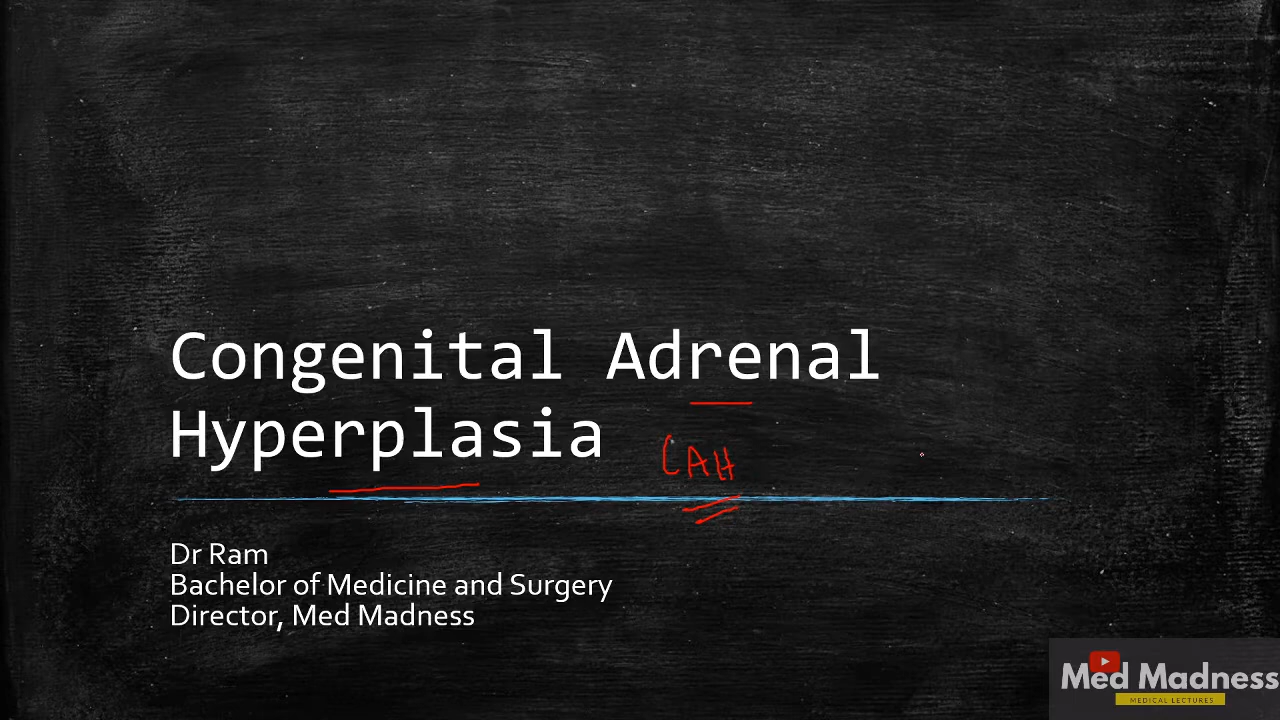 Congenital Adrenal
Hyperplasia
CAH
Dr Ram
Bachelor of Medicine and Surgery
Director, Med Madness
Med Madness
MEDICAL LECTURES